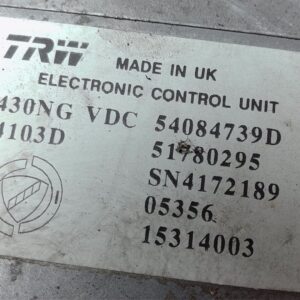 TRW
MADE IN UK
ELECTRONIC CONTROL UNIT
430NG VDC 54084739D
4103D 51780295
SN4172189
05356
15314003